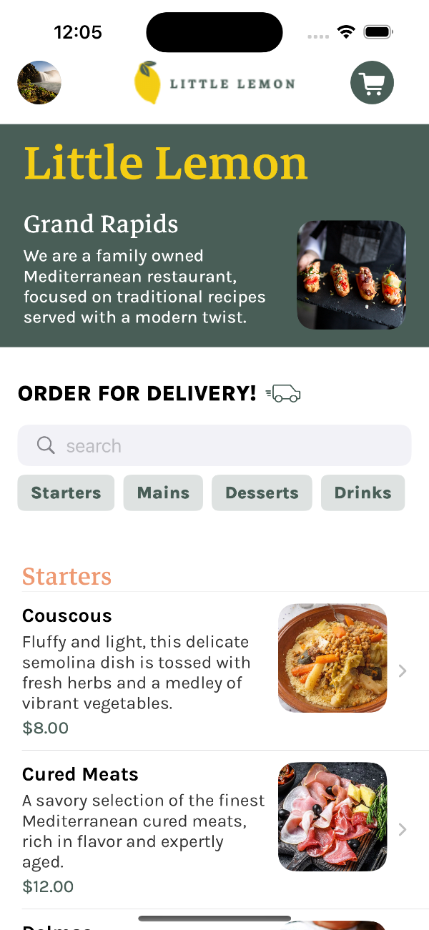 12:05
LITTLE LEMON
Little Lemon
Grand Rapids
We are a family owned
Mediterranean restaurant,
focused on traditional recipes
served with a modern twist.
ORDER FOR DELIVERY!
search
Starters Mains Desserts Drinks
Starters
Couscous
Fluffy and light, this delicate
semolina dish is tossed with
fresh herbs and a medley of
vibrant vegetables.
$8.00
Cured Meats
A savory selection of the finest
Mediterranean cured meats,
rich in flavor and expertly
aged.
$12.00